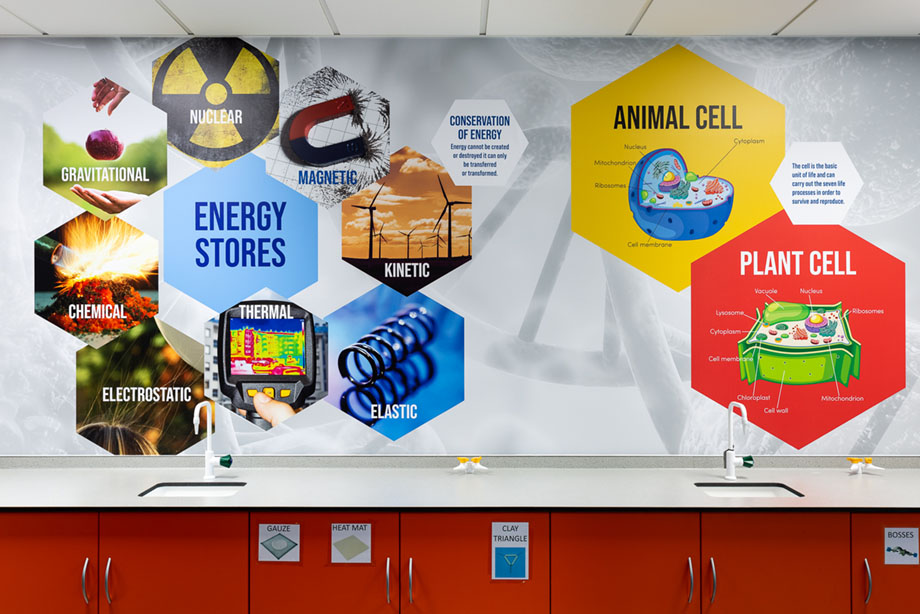 NUCLEAR
GRAVITATIONAL
MAGNETIC
ENERGY
STORES
KINETIC
CHEMICAL
THERMAL
ELECTROSTATIC
ELASTIC
CONSERVATION
OF ENERGY
Energy cannot be created
or destroyed it can only
be transferred
or transformed.
ANIMAL CELL
Nucleus
Cytoplasm
Mitochondrion
Ribosomes
Cell membrane
The cell is the basic
unit of life and can
carry out the seven life
processes in order to
survive and reproduce.
PLANT CELL
Vacuole
Nucleus
Lysosome
Ribosomes
Cytoplasm
Cell membrane
Chloroplast
Mitochondrion
Cell wall
GAUZE
HEAT MAT
CLAY
TRIANGLE
BOSSES